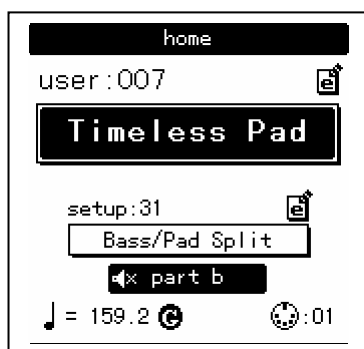 home
user:007
Timeless Pad
setup:31
Bass/Pad Split
part b
= 159.2 :01